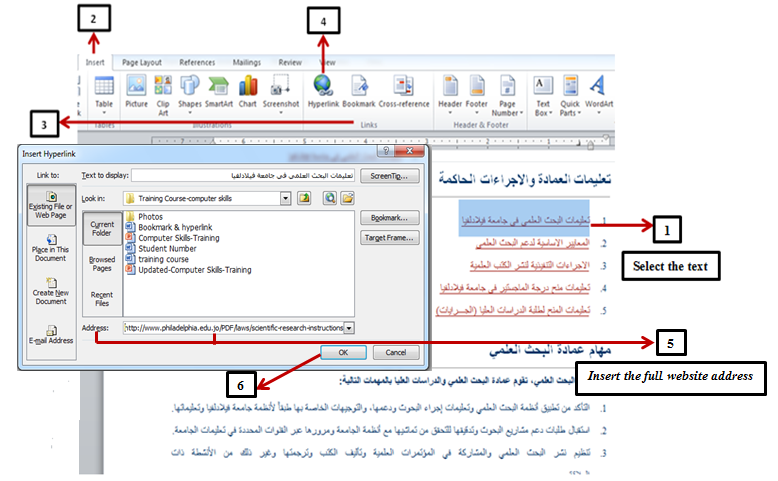 2
4
Insert
Page Layout
References
Mailings
Review
View
Table
Picture
Clip Art
Shapes
SmartArt
Chart
Screenshot
Hyperlink
Bookmark
Cross-reference
Header
Footer
Page Number
Text Box
Quick Parts
WordArt
3
Tables
Illustrations
Links
Header & Footer
Insert Hyperlink
Link to:
Text to display:
تعليمات البحث العلمي في جامعة فيلادلفيا
ScreenTip...
Existing File or Web Page
Look in:
Training Course-computer skills
Current Folder
Photos
Bookmark & hyperlink
Computer Skills-Training
Student Number
training course
Updated-Computer Skills-Training
Bookmark...
Target Frame...
Place in This Document
Browsed Pages
Create New Document
Recent Files
E-mail Address
Address:
http://www.philadelphia.edu.jo/PDF/laws/scientific-research-instructions
OK
Cancel
تعليمات العمادة والاجراءات الحاكمة
1. تعليمات البحث العلمي في جامعة فيلادلفيا
2. المعايير الاساسية لدعم البحث العلمي
3. الاجراءات التنفيذية لنشر الكتب العلمية
4. تعليمات منح درجة الماجستير في جامعة فيلادلفيا
5. تعليمات المنح لطلبة الدراسات العليا (الجسرايات)
1
Select the text
5
Insert the full website address
6
مهام عمادة البحث العلمي
البحث العلمي، تقوم عمادة البحث العلمي والدراسات العليا بالمهمات التالية:
1. التأكد من تطبيق أنظمة البحث العلمي وتعليمات إجراء البحوث ودعمها، والتوجيهات الخاصة بها طبقاً لأنظمة جامعة فيلادلفيا وتعليماتها.
2. استقبال طلبات دعم مشاريع البحوث وتدقيقها للتحقق من تماشيها مع أنظمة الجامعة ومرورها عبر القنوات المحددة في تعليمات الجامعة.
3. تنظيم نشر البحث العلمي والمشاركة في المؤتمرات العلمية وتأليف الكتب وترجمتها وغير ذلك من الأنشطة ذات